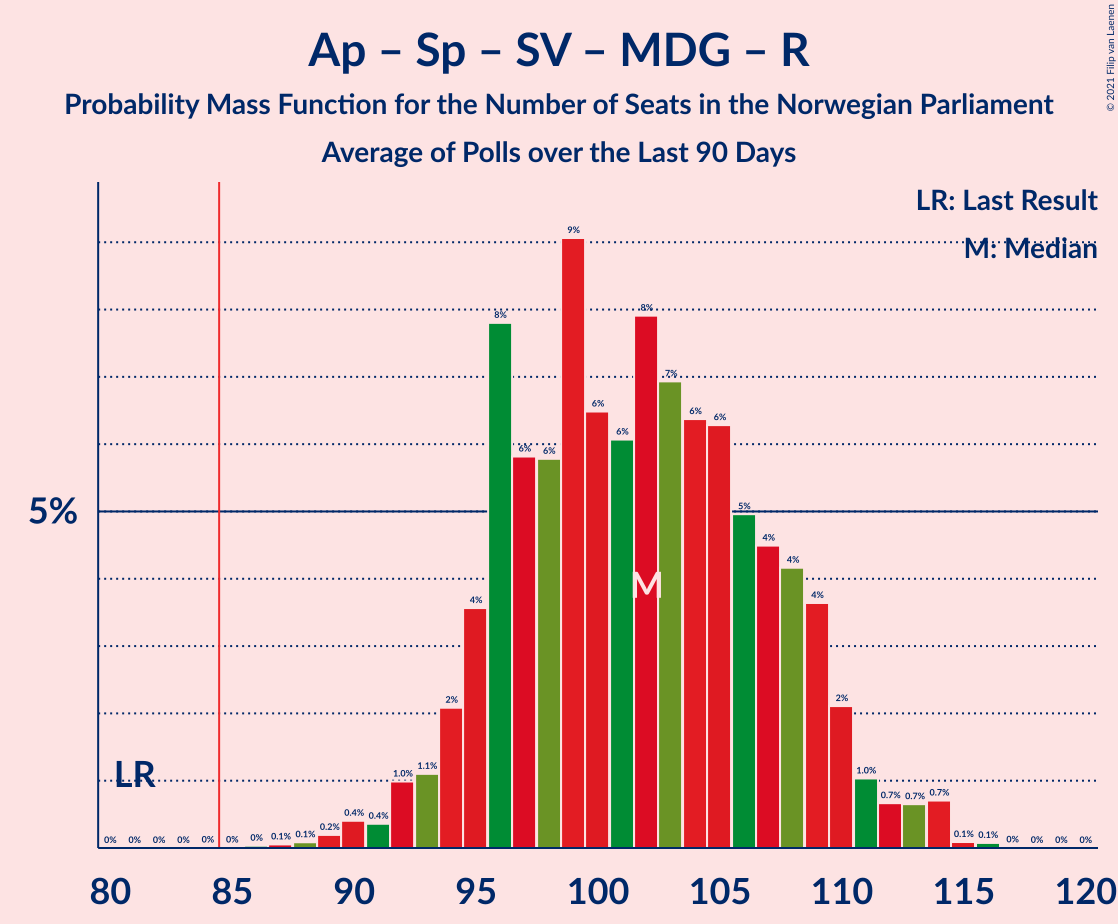 Ap – Sp – SV – MDG – R
Probability Mass Function for the Number of Seats in the Norwegian Parliament
Average of Polls over the Last 90 Days
© 2021 Filip van Laenen
LR: Last Result
M: Median
5%
LR
M
0% 0% 0% 0% 0% 0% 0% 0.1% 0.1% 0.2% 0.4% 0.4% 1.0% 1.1% 2% 4% 8% 6% 6% 9% 6% 6% 8% 7% 6% 6% 5% 4% 4% 4% 2% 1.0% 0.7% 0.7% 0.7% 0.1% 0.1% 0% 0% 0% 0%
80 85 90 95 100 105 110 115 120